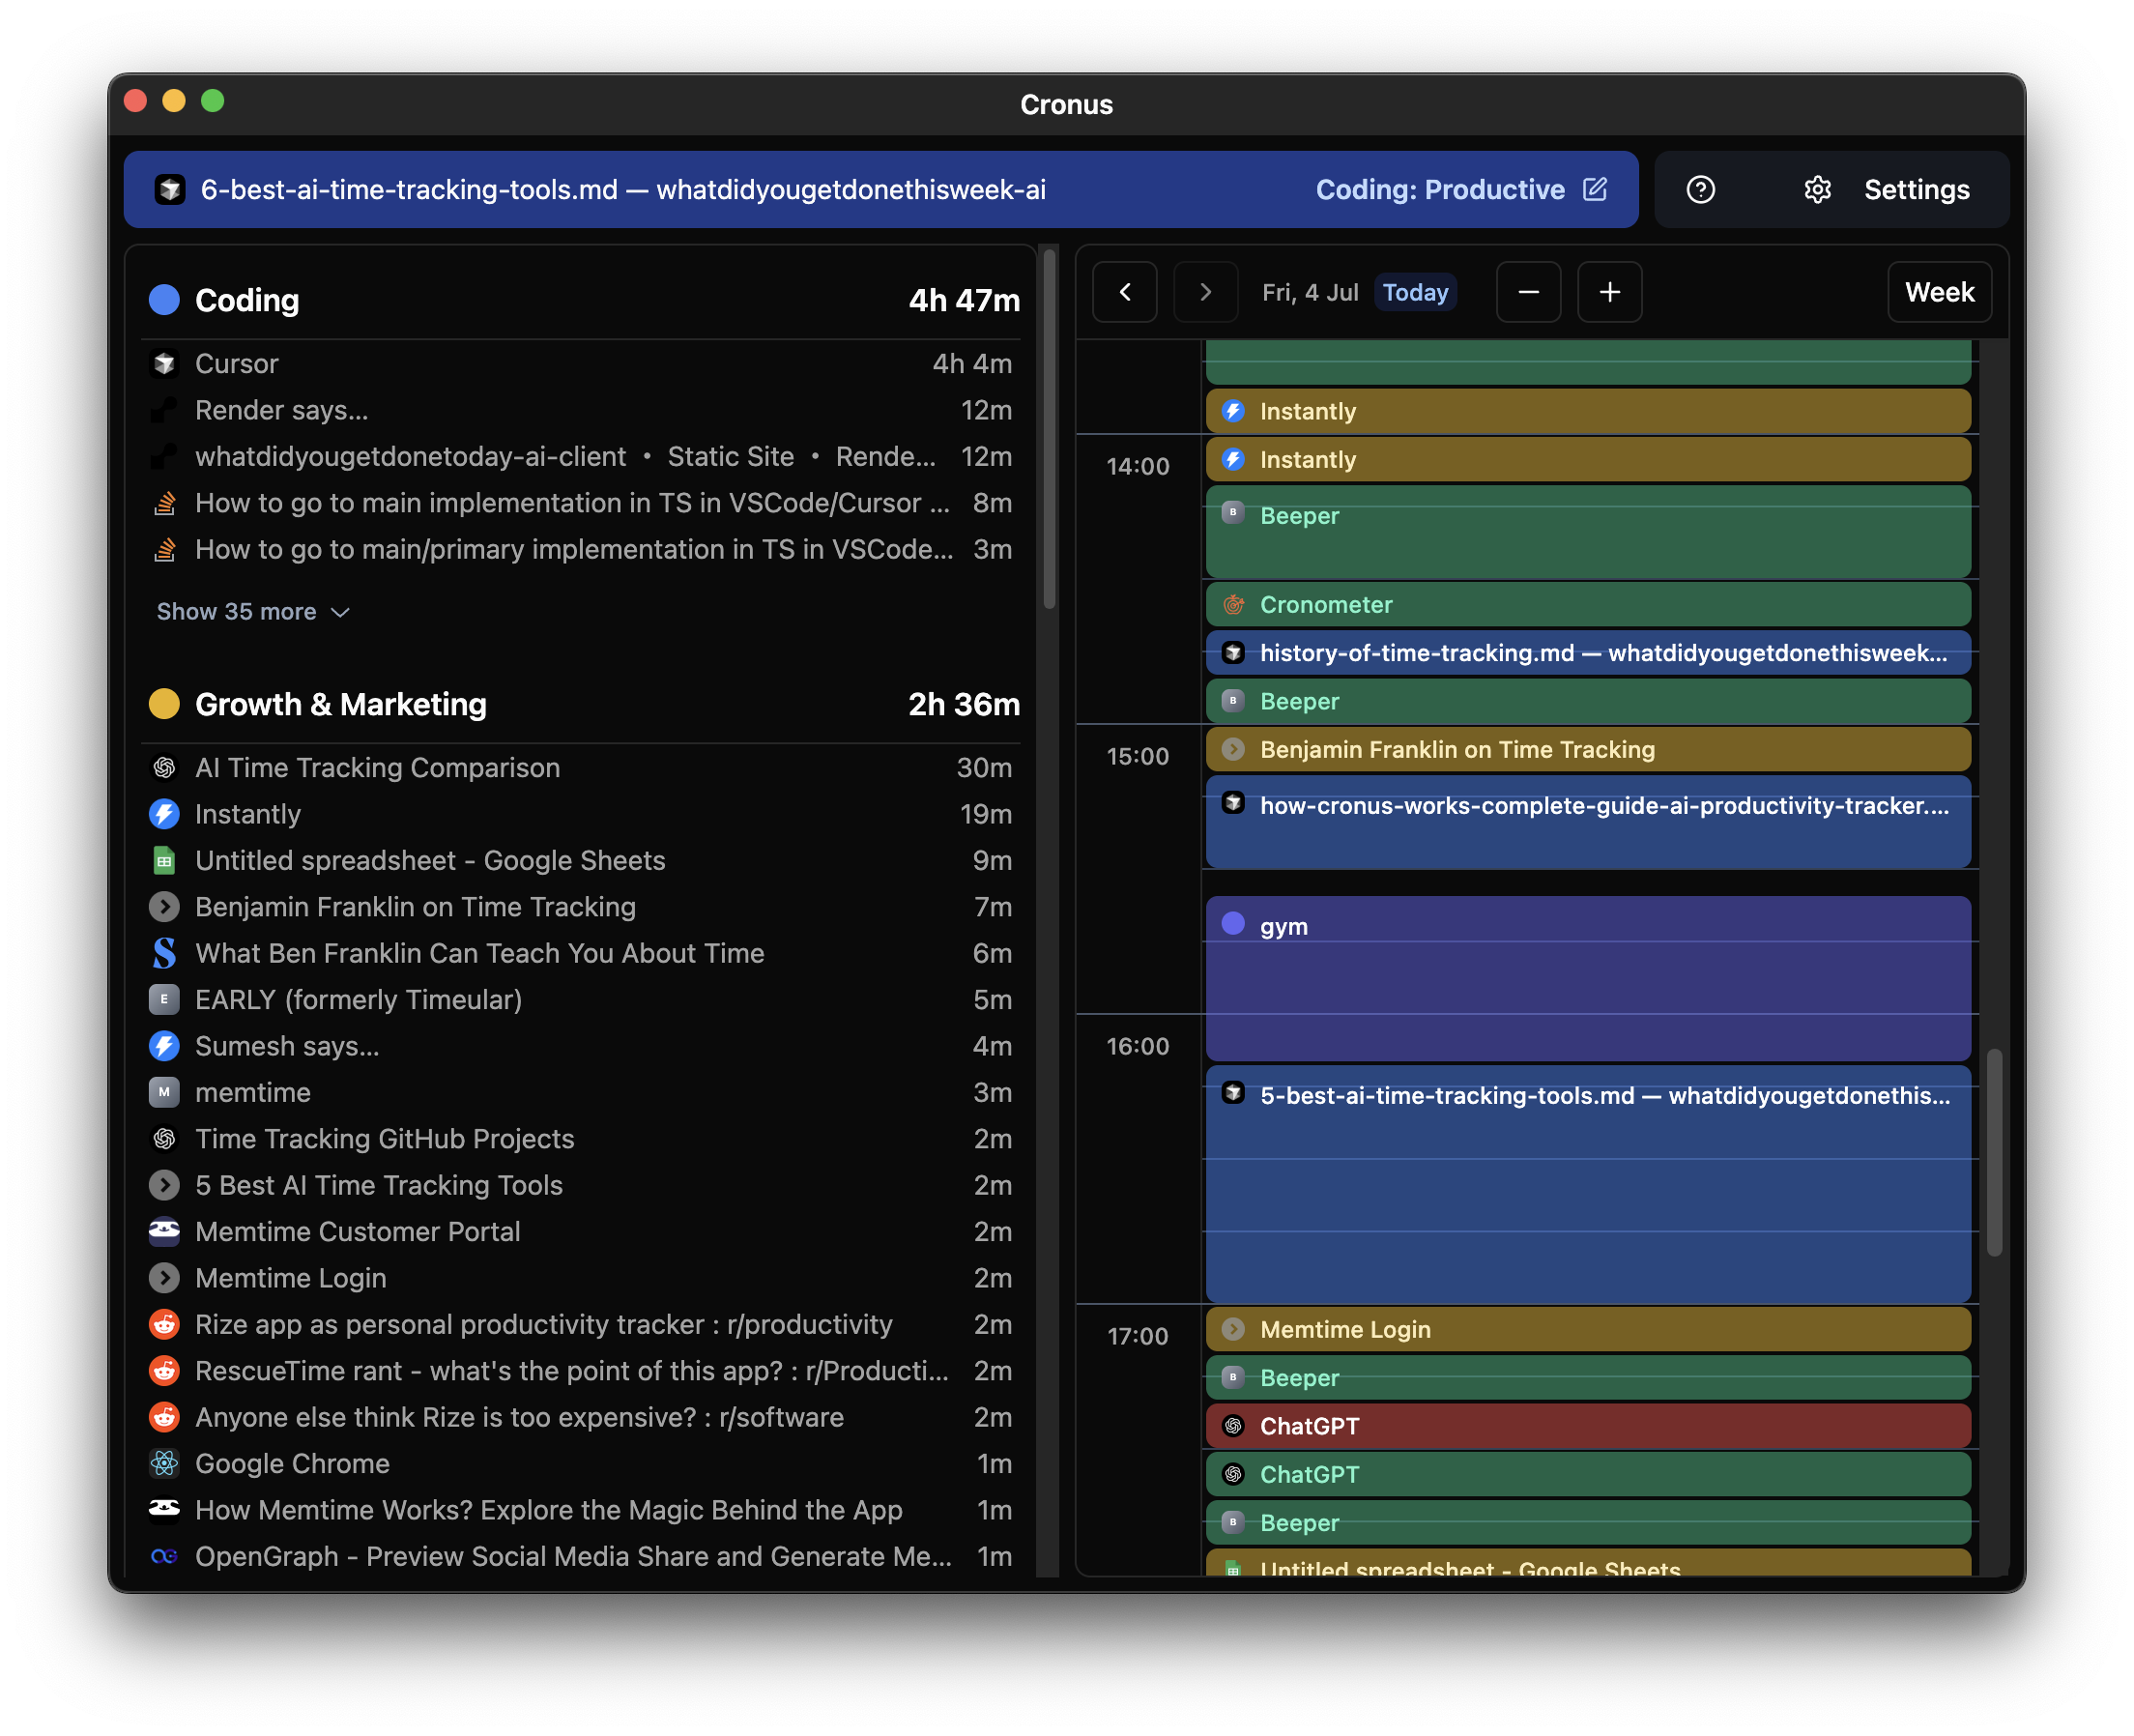 Cronus
6-best-ai-time-tracking-tools.md — whatdidyougetdonethisweek-ai
Coding: Productive
Settings
Coding 4h 47m
Cursor 4h 4m
Render says... 12m
whatdidyougetdonetoday-ai-client • Static Site • Rende... 12m
How to go to main implementation in TS in VSCode/Cursor ... 8m
How to go to main/primary implementation in TS in VSCode... 3m
Show 35 more
Growth & Marketing 2h 36m
AI Time Tracking Comparison 30m
Instantly 19m
Untitled spreadsheet - Google Sheets 9m
Benjamin Franklin on Time Tracking 7m
What Ben Franklin Can Teach You About Time 6m
E EARLY (formerly Timeular) 5m
Sumesh says... 4m
M memtime 3m
Time Tracking GitHub Projects 2m
5 Best AI Time Tracking Tools 2m
Memtime Customer Portal 2m
Memtime Login 2m
Rize app as personal productivity tracker : r/productivity 2m
RescueTime rant - what's the point of this app? : r/Producti... 2m
Anyone else think Rize is too expensive? : r/software 2m
Google Chrome 1m
How Memtime Works? Explore the Magic Behind the App 1m
OpenGraph - Preview Social Media Share and Generate Me... 1m
Fri, 4 Jul Today
Week
Instantly
14:00
Instantly
B Beeper
Cronometer
history-of-time-tracking.md — whatdidyougetdonethisweek...
B Beeper
15:00
Benjamin Franklin on Time Tracking
how-cronus-works-complete-guide-ai-productivity-tracker....
gym
16:00
5-best-ai-time-tracking-tools.md — whatdidyougetdonethis...
17:00
Memtime Login
B Beeper
ChatGPT
ChatGPT
B Beeper
Untitled spreadsheet - Google Sheets